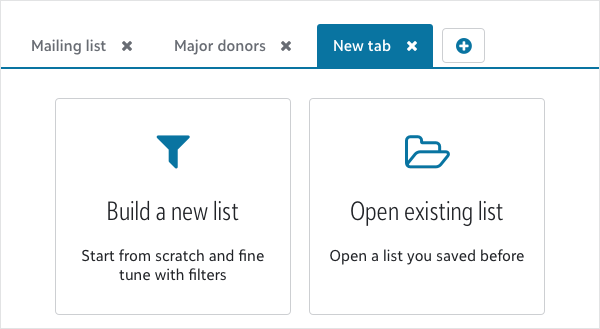 Mailing list
Major donors
New tab
Build a new list
Start from scratch and fine
tune with filters
Open existing list
Open a list you saved before